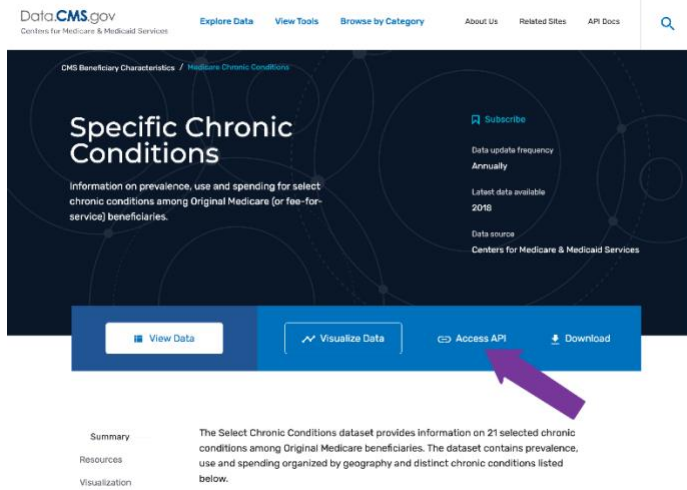 Data.CMS.gov
Centers for Medicare & Medicaid Services
Explore Data
View Tools
Browse by Category
About Us
Related Sites
API Docs
CMS Beneficiary Characteristics / Medicare Chronic Conditions
Specific Chronic
Conditions
Information on prevalence, use and spending for select
chronic conditions among Original Medicare (or fee-for-
service) beneficiaries.
Subscribe
Data update frequency
Annually
Latest data available
2018
Data source
Centers for Medicare & Medicaid Services
View Data
Visualize Data
Access API
Download
Summary
Resources
Visualization
The Select Chronic Conditions dataset provides information on 21 selected chronic
conditions among Original Medicare beneficiaries. The dataset contains prevalence,
use and spending organized by geography and distinct chronic conditions listed
below.